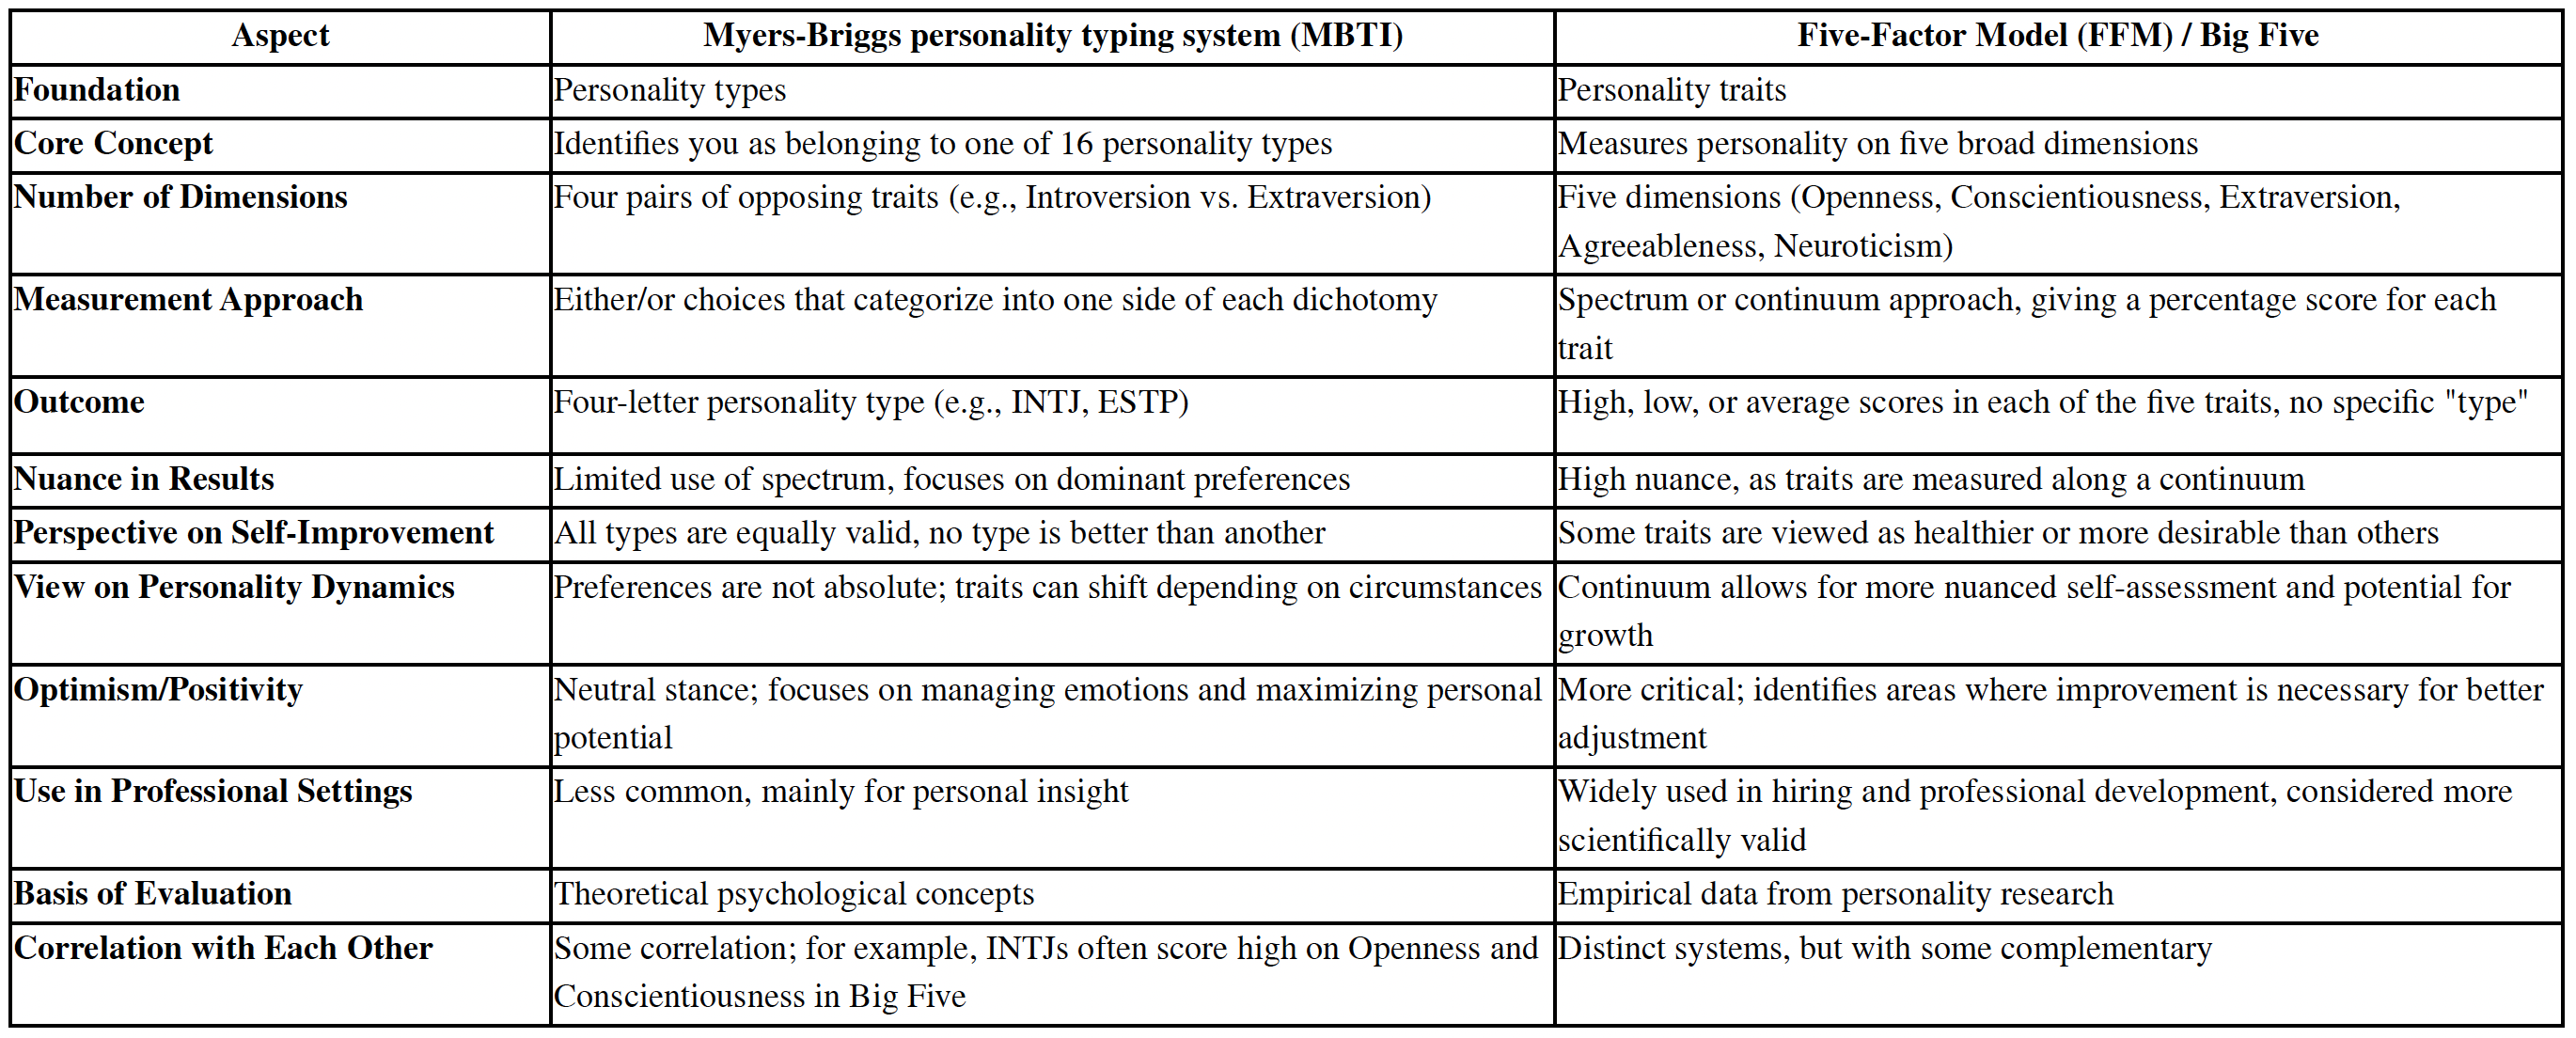 Aspect
Myers-Briggs personality typing system (MBTI)
Five-Factor Model (FFM) / Big Five
Foundation
Personality types
Personality traits
Core Concept
Identifies you as belonging to one of 16 personality types
Measures personality on five broad dimensions
Number of Dimensions
Four pairs of opposing traits (e.g., Introversion vs. Extraversion)
Five dimensions (Openness, Conscientiousness, Extraversion,
Agreeableness, Neuroticism)
Measurement Approach
Either/or choices that categorize into one side of each dichotomy
Spectrum or continuum approach, giving a percentage score for each
trait
Outcome
Four-letter personality type (e.g., INTJ, ESTP)
High, low, or average scores in each of the five traits, no specific "type"
Nuance in Results
Limited use of spectrum, focuses on dominant preferences
High nuance, as traits are measured along a continuum
Perspective on Self-Improvement
All types are equally valid, no type is better than another
Some traits are viewed as healthier or more desirable than others
View on Personality Dynamics
Preferences are not absolute; traits can shift depending on circumstances
Continuum allows for more nuanced self-assessment and potential for
growth
Optimism/Positivity
Neutral stance; focuses on managing emotions and maximizing personal
potential
More critical; identifies areas where improvement is necessary for better
adjustment
Use in Professional Settings
Less common, mainly for personal insight
Widely used in hiring and professional development, considered more
scientifically valid
Basis of Evaluation
Theoretical psychological concepts
Empirical data from personality research
Correlation with Each Other
Some correlation; for example, INTJs often score high on Openness and
Conscientiousness in Big Five
Distinct systems, but with some complementary